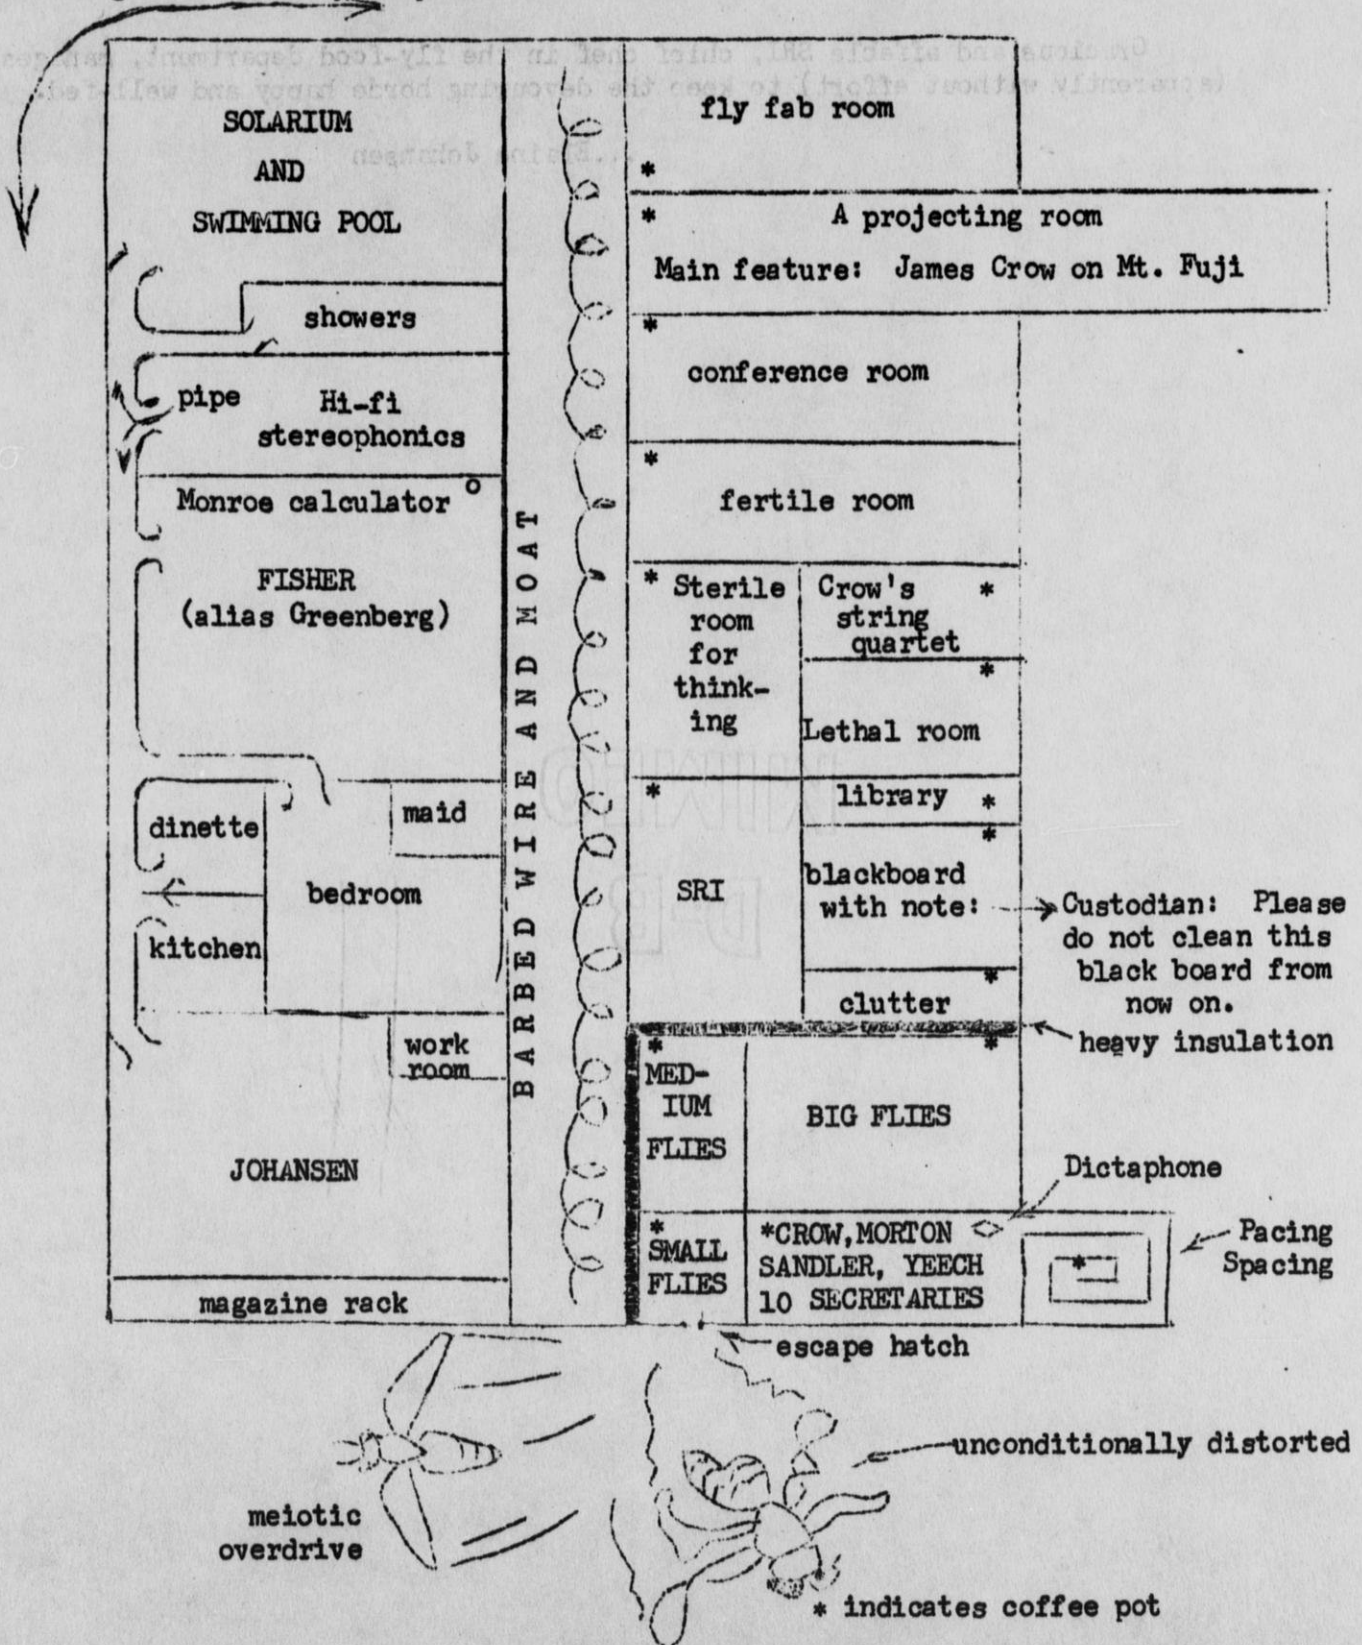 SOLARIUM
AND
SWIMMING POOL
showers
pipe
Hi-fi
stereophonics
Monroe calculator
FISHER
(alias Greenberg)
dinette
maid
bedroom
kitchen
work
room
JOHANSEN
magazine rack
BARBED WIRE AND MOAT
fly fab room
*
* A projecting room
Main feature: James Crow on Mt. Fuji
*
conference room
*
fertile room
* Sterile
room
for
think-
ing
Crow's *
string
quartet
*
Lethal room
*
SRI
library *
*
blackboard
with note:
Custodian: Please
do not clean this
black board from
now on.
*
clutter
heavy insulation
*
MED-
IUM
FLIES
*
BIG FLIES
Dictaphone
*
SMALL
FLIES
*CROW,MORTON
SANDLER, YEECH
10 SECRETARIES
*
Pacing
Spacing
escape hatch
unconditionally distorted
meiotic
overdrive
* indicates coffee pot